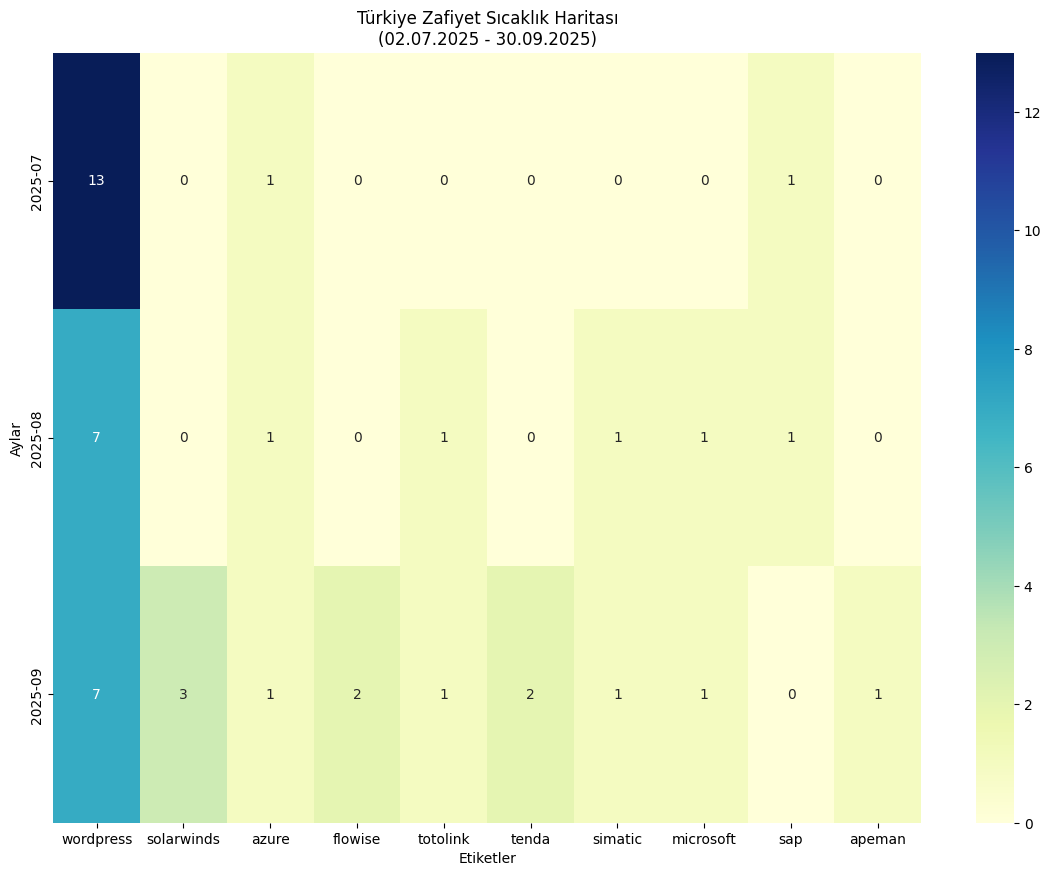 Türkiye Zafiyet Sıcaklık Haritası
(02.07.2025 - 30.09.2025)
Aylar
2025-07
13 0 1 0 0 0 0 0 1 0
2025-08
7 0 1 0 1 0 1 1 1 0
2025-09
7 3 1 2 1 2 1 1 0 1
wordpress solarwinds azure flowise totolink tenda simatic microsoft sap apeman
Etiketler
12
10
8
6
4
2
0